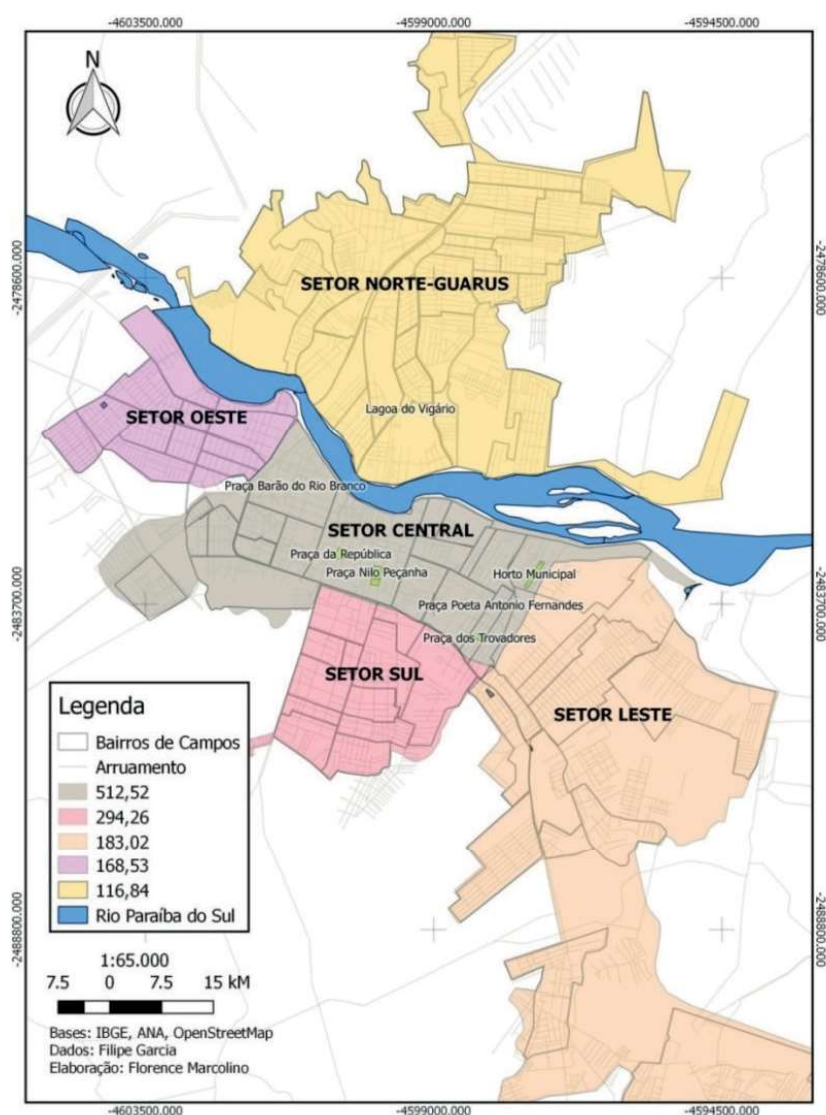 -4603500.000 -4599000.000 -4594500.000
N
-2478600.000 -2478600.000
SETOR NORTE-GUARUS
Lagoa do Vigário
SETOR OESTE
Praça Barão do Rio Branco
SETOR CENTRAL
Praça da República
Praça Nilo Peçanha
Horto Municipal
-2483700.000 -2483700.000
Praça Poeta Antonio Fernandes
Praça dos Trovadores
SETOR SUL
SETOR LESTE
Legenda
Bairros de Campos
Arruamento
512,52
294,26
183,02
168,53
116,84
Rio Paraíba do Sul
-2488800.000 -2488800.000
1:65.000
7.5 0 7.5 15 kM
Bases: IBGE, ANA, OpenStreetMap
Dados: Filipe Garcia
Elaboração: Florence Marcolino
-4603500.000 -4599000.000 -4594500.000